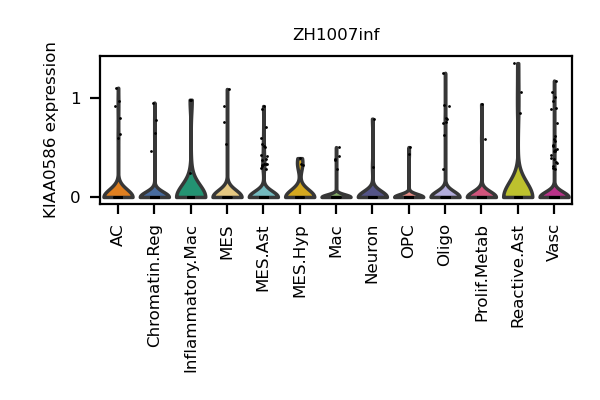 ZH1007inf
KIAA0586 expression
1
0
AC
Chromatin.Reg
Inflammatory.Mac
MES
MES.Ast
MES.Hyp
Mac
Neuron
OPC
Oligo
Prolif.Metab
Reactive.Ast
Vasc